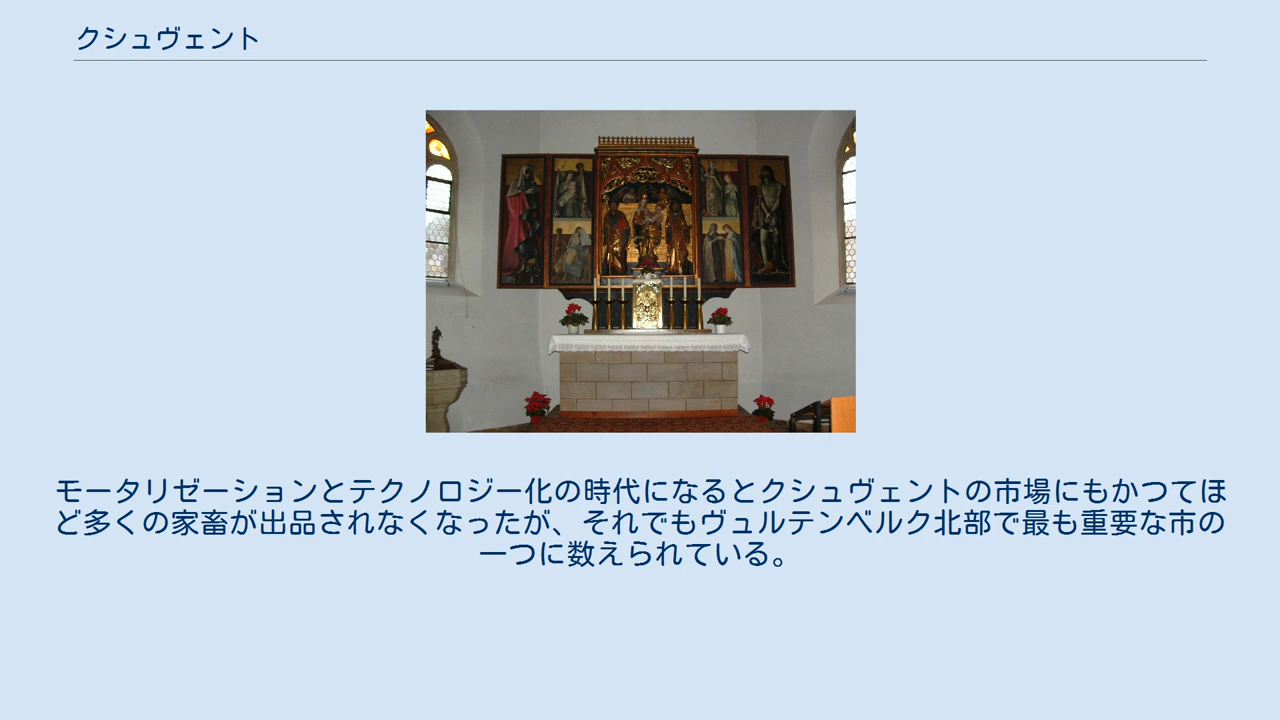 クシュヴェント
モータリゼーションとテクノロジー化の時代になるとクシュヴェントの市場にもかつてほ
ど多くの家畜が出品されなくなったが、それでもヴュルテンベルク北部で最も重要な市の
一つに数えられている。